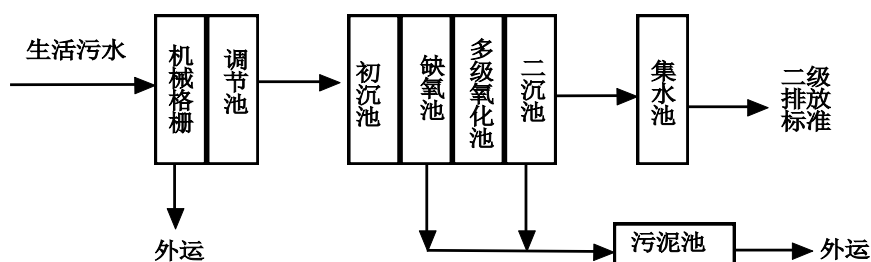 生活污水
机械格栅
调节池
初沉池
缺氧池
多级氧化池
二沉池
集水池
二级
排放
标准
外运
污泥池
外运